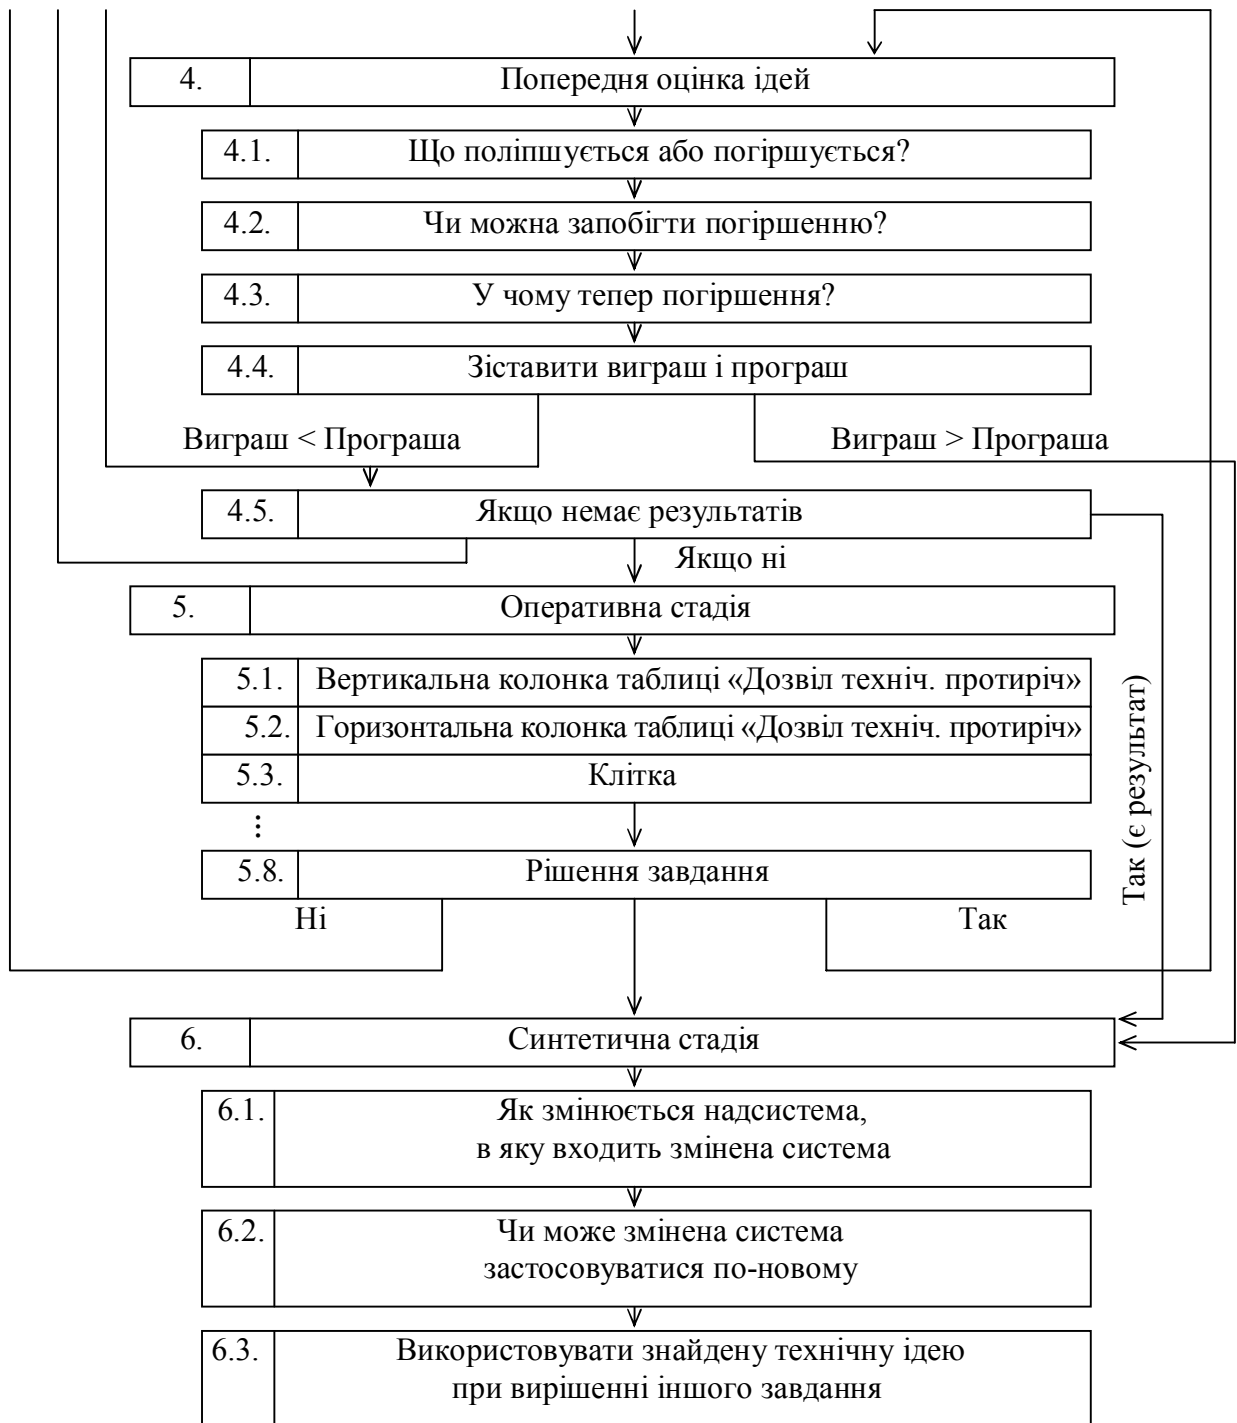 4. Попередня оцінка ідей
4.1. Що поліпшується або погіршується?
4.2. Чи можна запобігти погіршенню?
4.3. У чому тепер погіршення?
4.4. Зіставити виграш і програш
Виграш < Програша Виграш > Програша
4.5. Якщо немає результатів
Якщо ні
5. Оперативна стадія
5.1. Вертикальна колонка таблиці «Дозвіл техніч. протиріч»
5.2. Горизонтальна колонка таблиці «Дозвіл техніч. протиріч»
5.3. Клітка
...
5.8. Рішення завдання
Ні Так
Так (є результат)
6. Синтетична стадія
6.1. Як змінюється надсистема,
в яку входить змінена система
6.2. Чи може змінена система
застосовуватися по-новому
6.3. Використовувати знайдену технічну ідею
при вирішенні іншого завдання